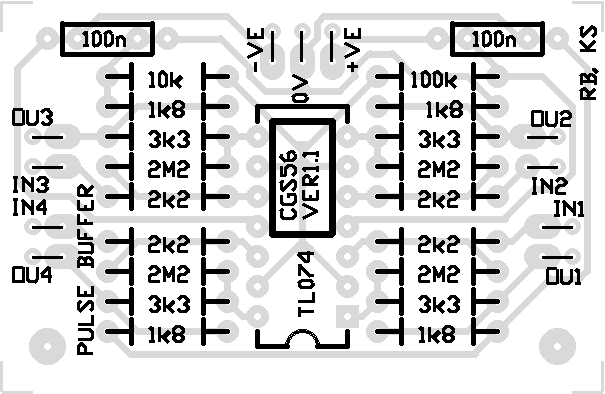 100n
-VE
0V
+VE
100n
RB, KS
10k
100k
1k8
1k8
OU3
3k3
3k3
OU2
2M2
2M2
IN3
IN2
2k2
2k2
IN4
IN1
CGS56
VER1.1
2k2
2k2
PULSE BUFFER
2M2
2M2
OU4
OU1
TL074
3k3
3k3
1k8
1k8